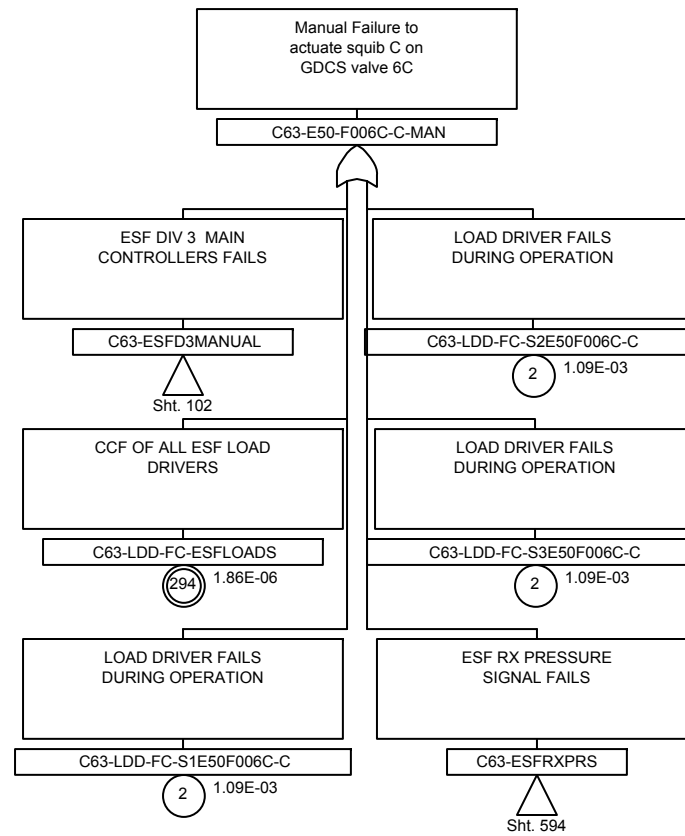 Manual Failure to
actuate squib C on
GDCS valve 6C
C63-E50-F006C-C-MAN
ESF DIV 3 MAIN
CONTROLLERS FAILS
C63-ESFD3MANUAL
Sht. 102
LOAD DRIVER FAILS
DURING OPERATION
C63-LDD-FC-S2E50F006C-C
2
1.09E-03
CCF OF ALL ESF LOAD
DRIVERS
C63-LDD-FC-ESFLOADS
294
1.86E-06
LOAD DRIVER FAILS
DURING OPERATION
C63-LDD-FC-S3E50F006C-C
2
1.09E-03
LOAD DRIVER FAILS
DURING OPERATION
C63-LDD-FC-S1E50F006C-C
2
1.09E-03
ESF RX PRESSURE
SIGNAL FAILS
C63-ESFRXPRS
Sht. 594